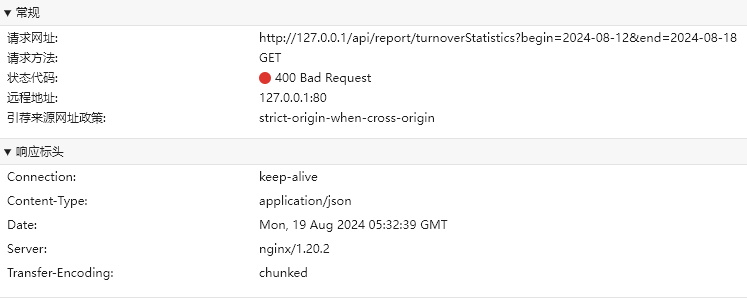 ▼ 常规
请求网址: http://127.0.0.1/api/report/turnoverStatistics?begin=2024-08-12&end=2024-08-18
请求方法: GET
状态代码: 400 Bad Request
远程地址: 127.0.0.1:80
引荐来源网址政策: strict-origin-when-cross-origin
▼ 响应标头
Connection: keep-alive
Content-Type: application/json
Date: Mon, 19 Aug 2024 05:32:39 GMT
Server: nginx/1.20.2
Transfer-Encoding: chunked